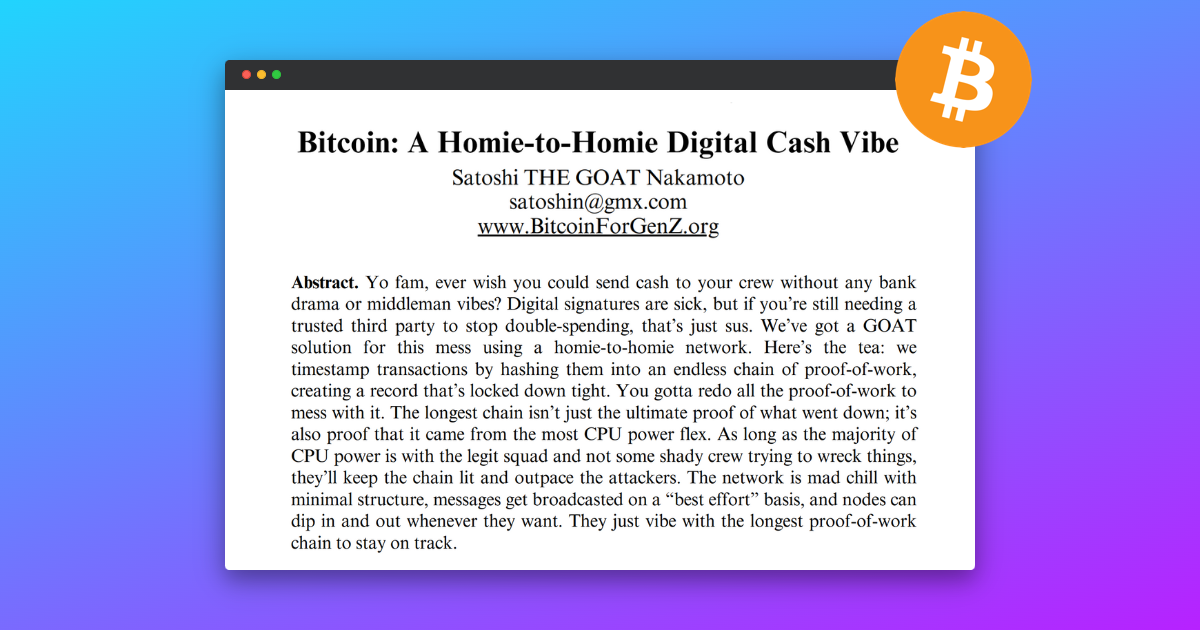 Bitcoin: A Homie-to-Homie Digital Cash Vibe
Satoshi THE GOAT Nakamoto
satoshin@gmx.com
www.BitcoinForGenZ.org
Abstract. Yo fam, ever wish you could send cash to your crew without any bank
drama or middleman vibes? Digital signatures are sick, but if you’re still needing a
trusted third party to stop double-spending, that’s just sus. We’ve got a GOAT
solution for this mess using a homie-to-homie network. Here’s the tea: we
timestamp transactions by hashing them into an endless chain of proof-of-work,
creating a record that’s locked down tight. You gotta redo all the proof-of-work to
mess with it. The longest chain isn’t just the ultimate proof of what went down; it’s
also proof that it came from the most CPU power flex. As long as the majority of
CPU power is with the legit squad and not some shady crew trying to wreck things,
they’ll keep the chain lit and outpace the attackers. The network is mad chill with
minimal structure, messages get broadcasted on a “best effort” basis, and nodes can
dip in and out whenever they want. They just vibe with the longest proof-of-work
chain to stay on track.